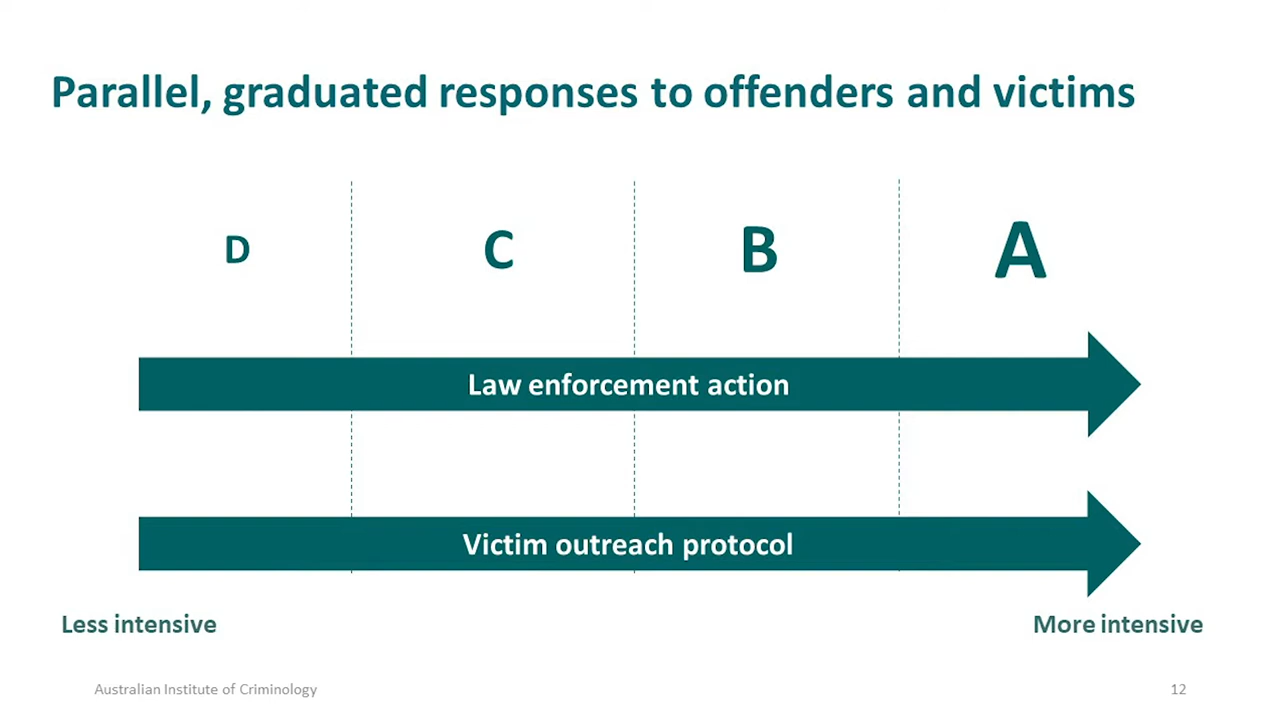 Parallel, graduated responses to offenders and victims
D C B A
Law enforcement action
Victim outreach protocol
Less intensive More intensive
Australian Institute of Criminology 12